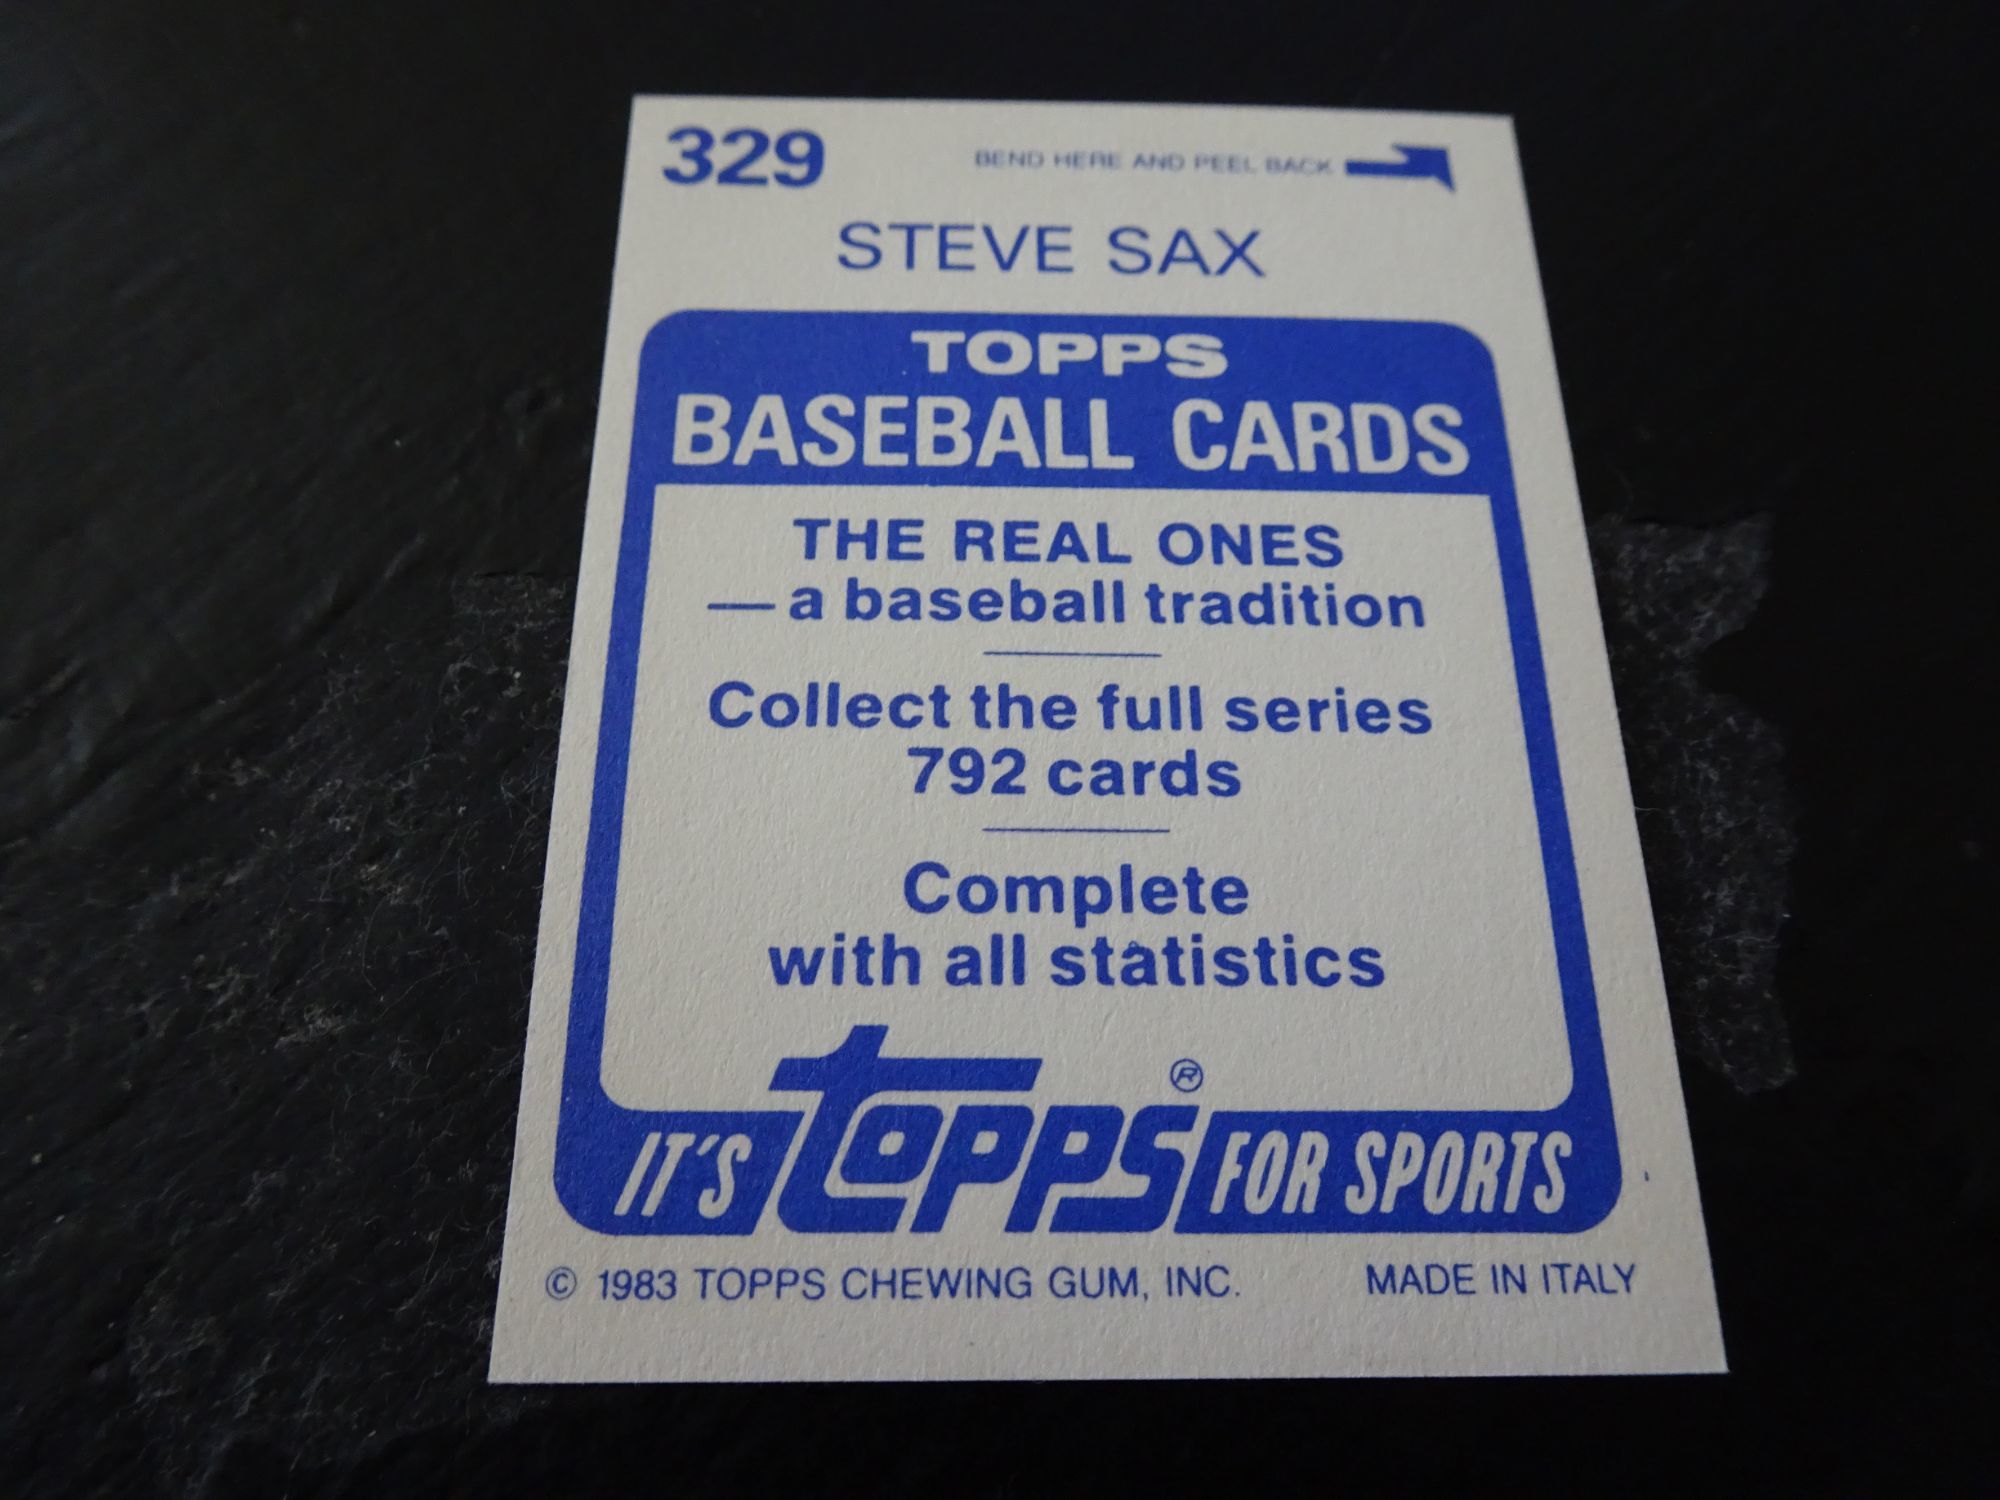 329
BEND HERE AND PEEL BACK
STEVE SAX
TOPPS
BASEBALL CARDS
THE REAL ONES
— a baseball tradition
Collect the full series
792 cards
Complete
with all statistics
IT'S topps® FOR SPORTS
© 1983 TOPPS CHEWING GUM, INC. MADE IN ITALY